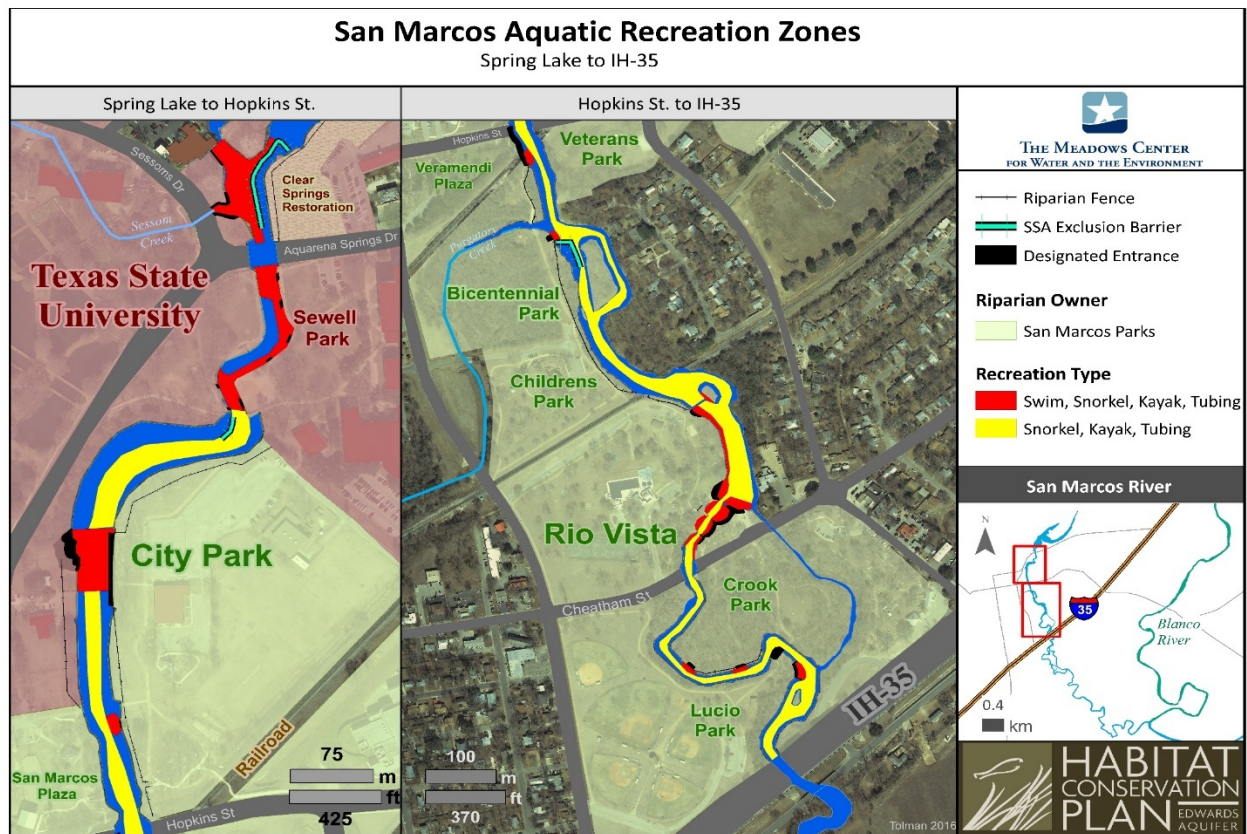 San Marcos Aquatic Recreation Zones
Spring Lake to IH-35
Spring Lake to Hopkins St.
Sessoms Dr
Sessom
Creek
Clear
Springs
Restoration
Aquarena Springs Dr
Texas State
University
Sewell
Park
City Park
Railroad
San Marcos
Plaza
Hopkins St
75
m
ft
425
Hopkins St. to IH-35
Hopkins St
Veterans
Park
Veramendi
Plaza
Purgatory
Creek
Bicentennial
Park
Childrens
Park
Rio Vista
Cheatham St
Crook
Park
Lucio
Park
IH-35
100
m
ft
370
Tolman 2016
THE MEADOWS CENTER
FOR WATER AND THE ENVIRONMENT
Riparian Fence
SSA Exclusion Barrier
Designated Entrance
Riparian Owner
San Marcos Parks
Recreation Type
Swim, Snorkel, Kayak, Tubing
Snorkel, Kayak, Tubing
San Marcos River
N
35
Blanco
River
0.4
km
HABITAT
CONSERVATION
PLAN
EDWARDS
AQUIFER